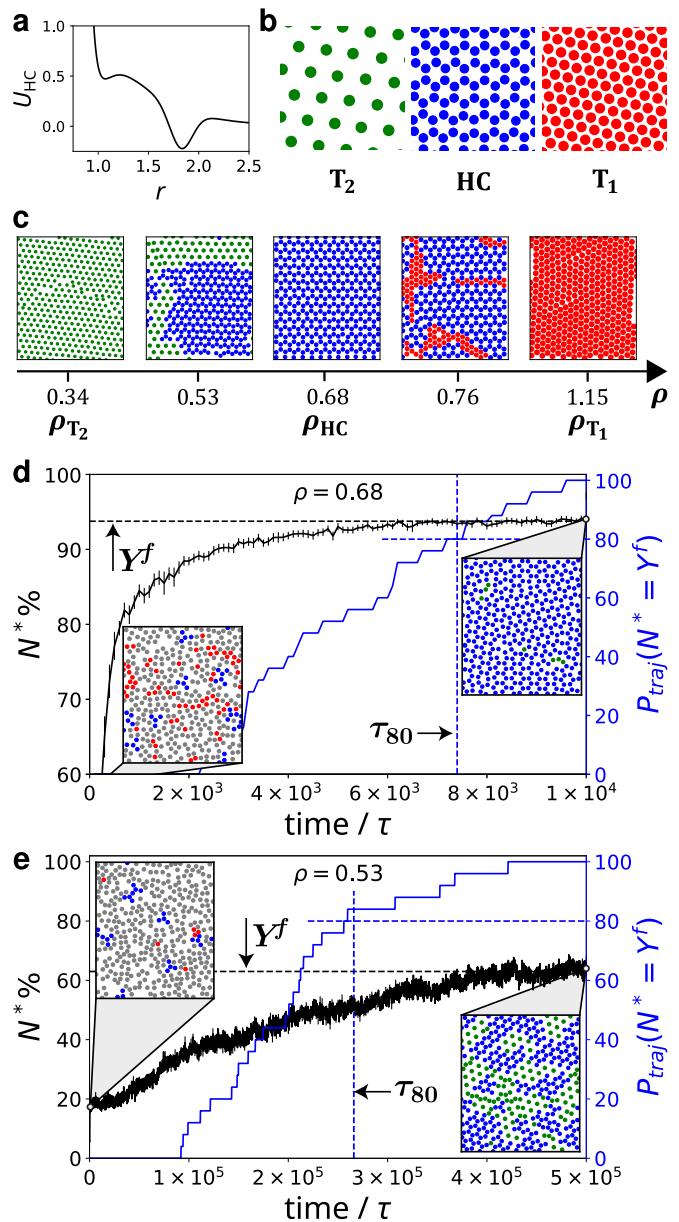 a
1.0
0.5
0.0
U_HC
1.0 1.5 2.0 2.5
r
b
T₂ HC T₁
c
0.34 0.53 0.68 0.76 1.15 ρ
ρ_T₂ ρ_HC ρ_T₁
d
ρ = 0.68
100
90
80
70
60
N*%
Y^f
τ₈₀
100
80
60
40
20
0
P_traj(N* = Y^f)
0 2 × 10³ 4 × 10³ 6 × 10³ 8 × 10³ 1 × 10⁴
time / τ
e
ρ = 0.53
100
80
60
40
20
0
N*%
Y^f
τ₈₀
100
80
60
40
20
0
P_traj(N* = Y^f)
0 1 × 10⁵ 2 × 10⁵ 3 × 10⁵ 4 × 10⁵ 5 × 10⁵
time / τ